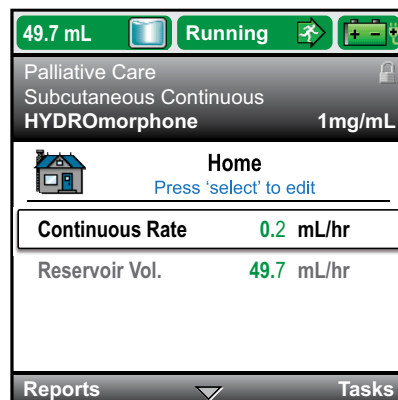 49.7 mL Running
Palliative Care
Subcutaneous Continuous
HYDROmorphone 1mg/mL
Home
Press ‘select’ to edit
Continuous Rate 0.2 mL/hr
Reservoir Vol. 49.7 mL/hr
Reports Tasks